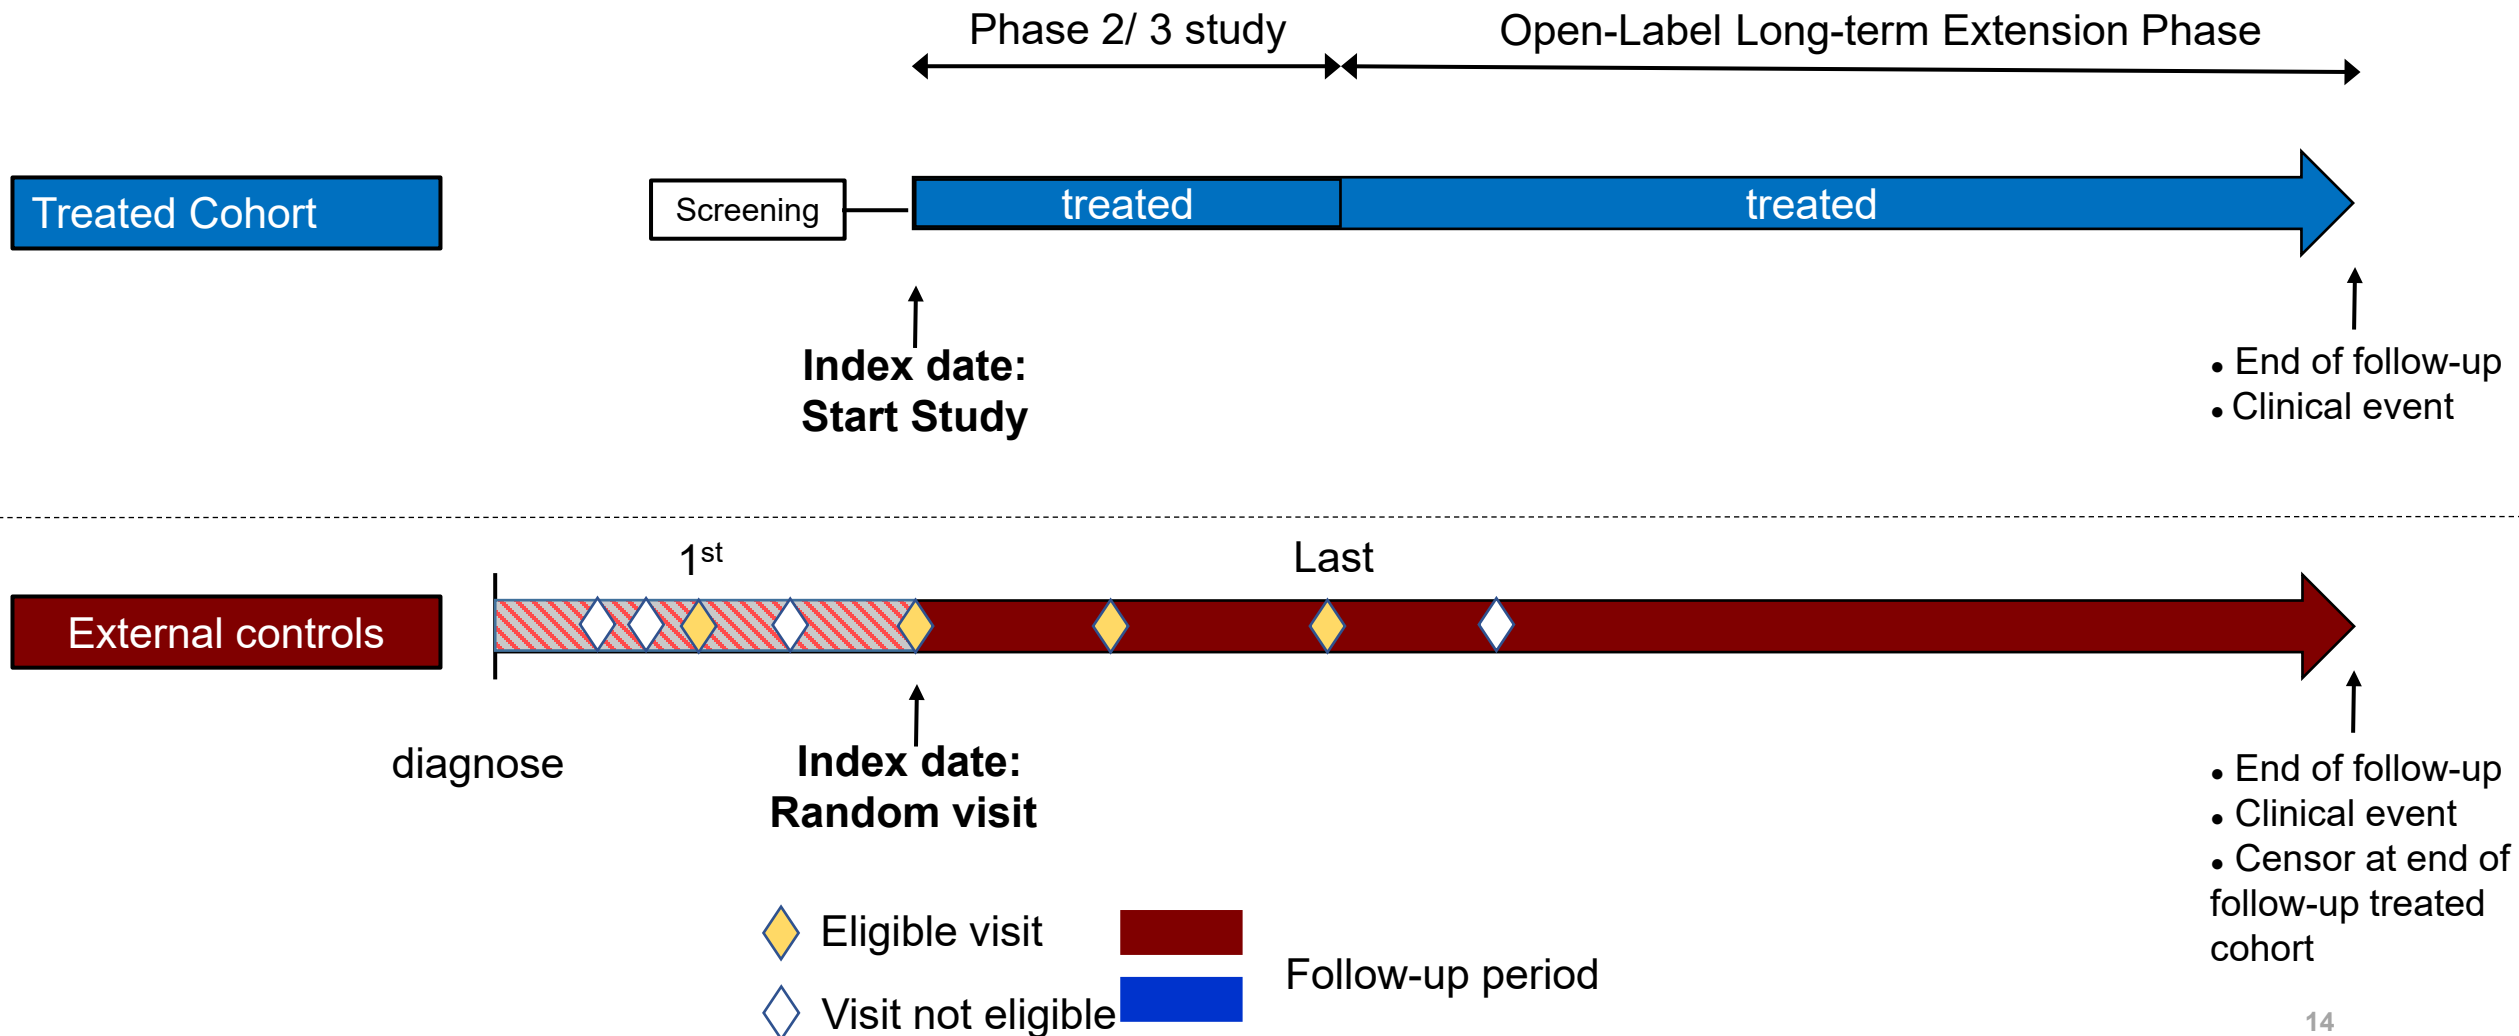 Phase 2/ 3 study
Open-Label Long-term Extension Phase
Treated Cohort
Screening
treated
treated
Index date:
Start Study
• End of follow-up
• Clinical event
1st
Last
External controls
diagnose
Index date:
Random visit
• End of follow-up
• Clinical event
• Censor at end of
follow-up treated
cohort
Eligible visit
Visit not eligible
Follow-up period
14